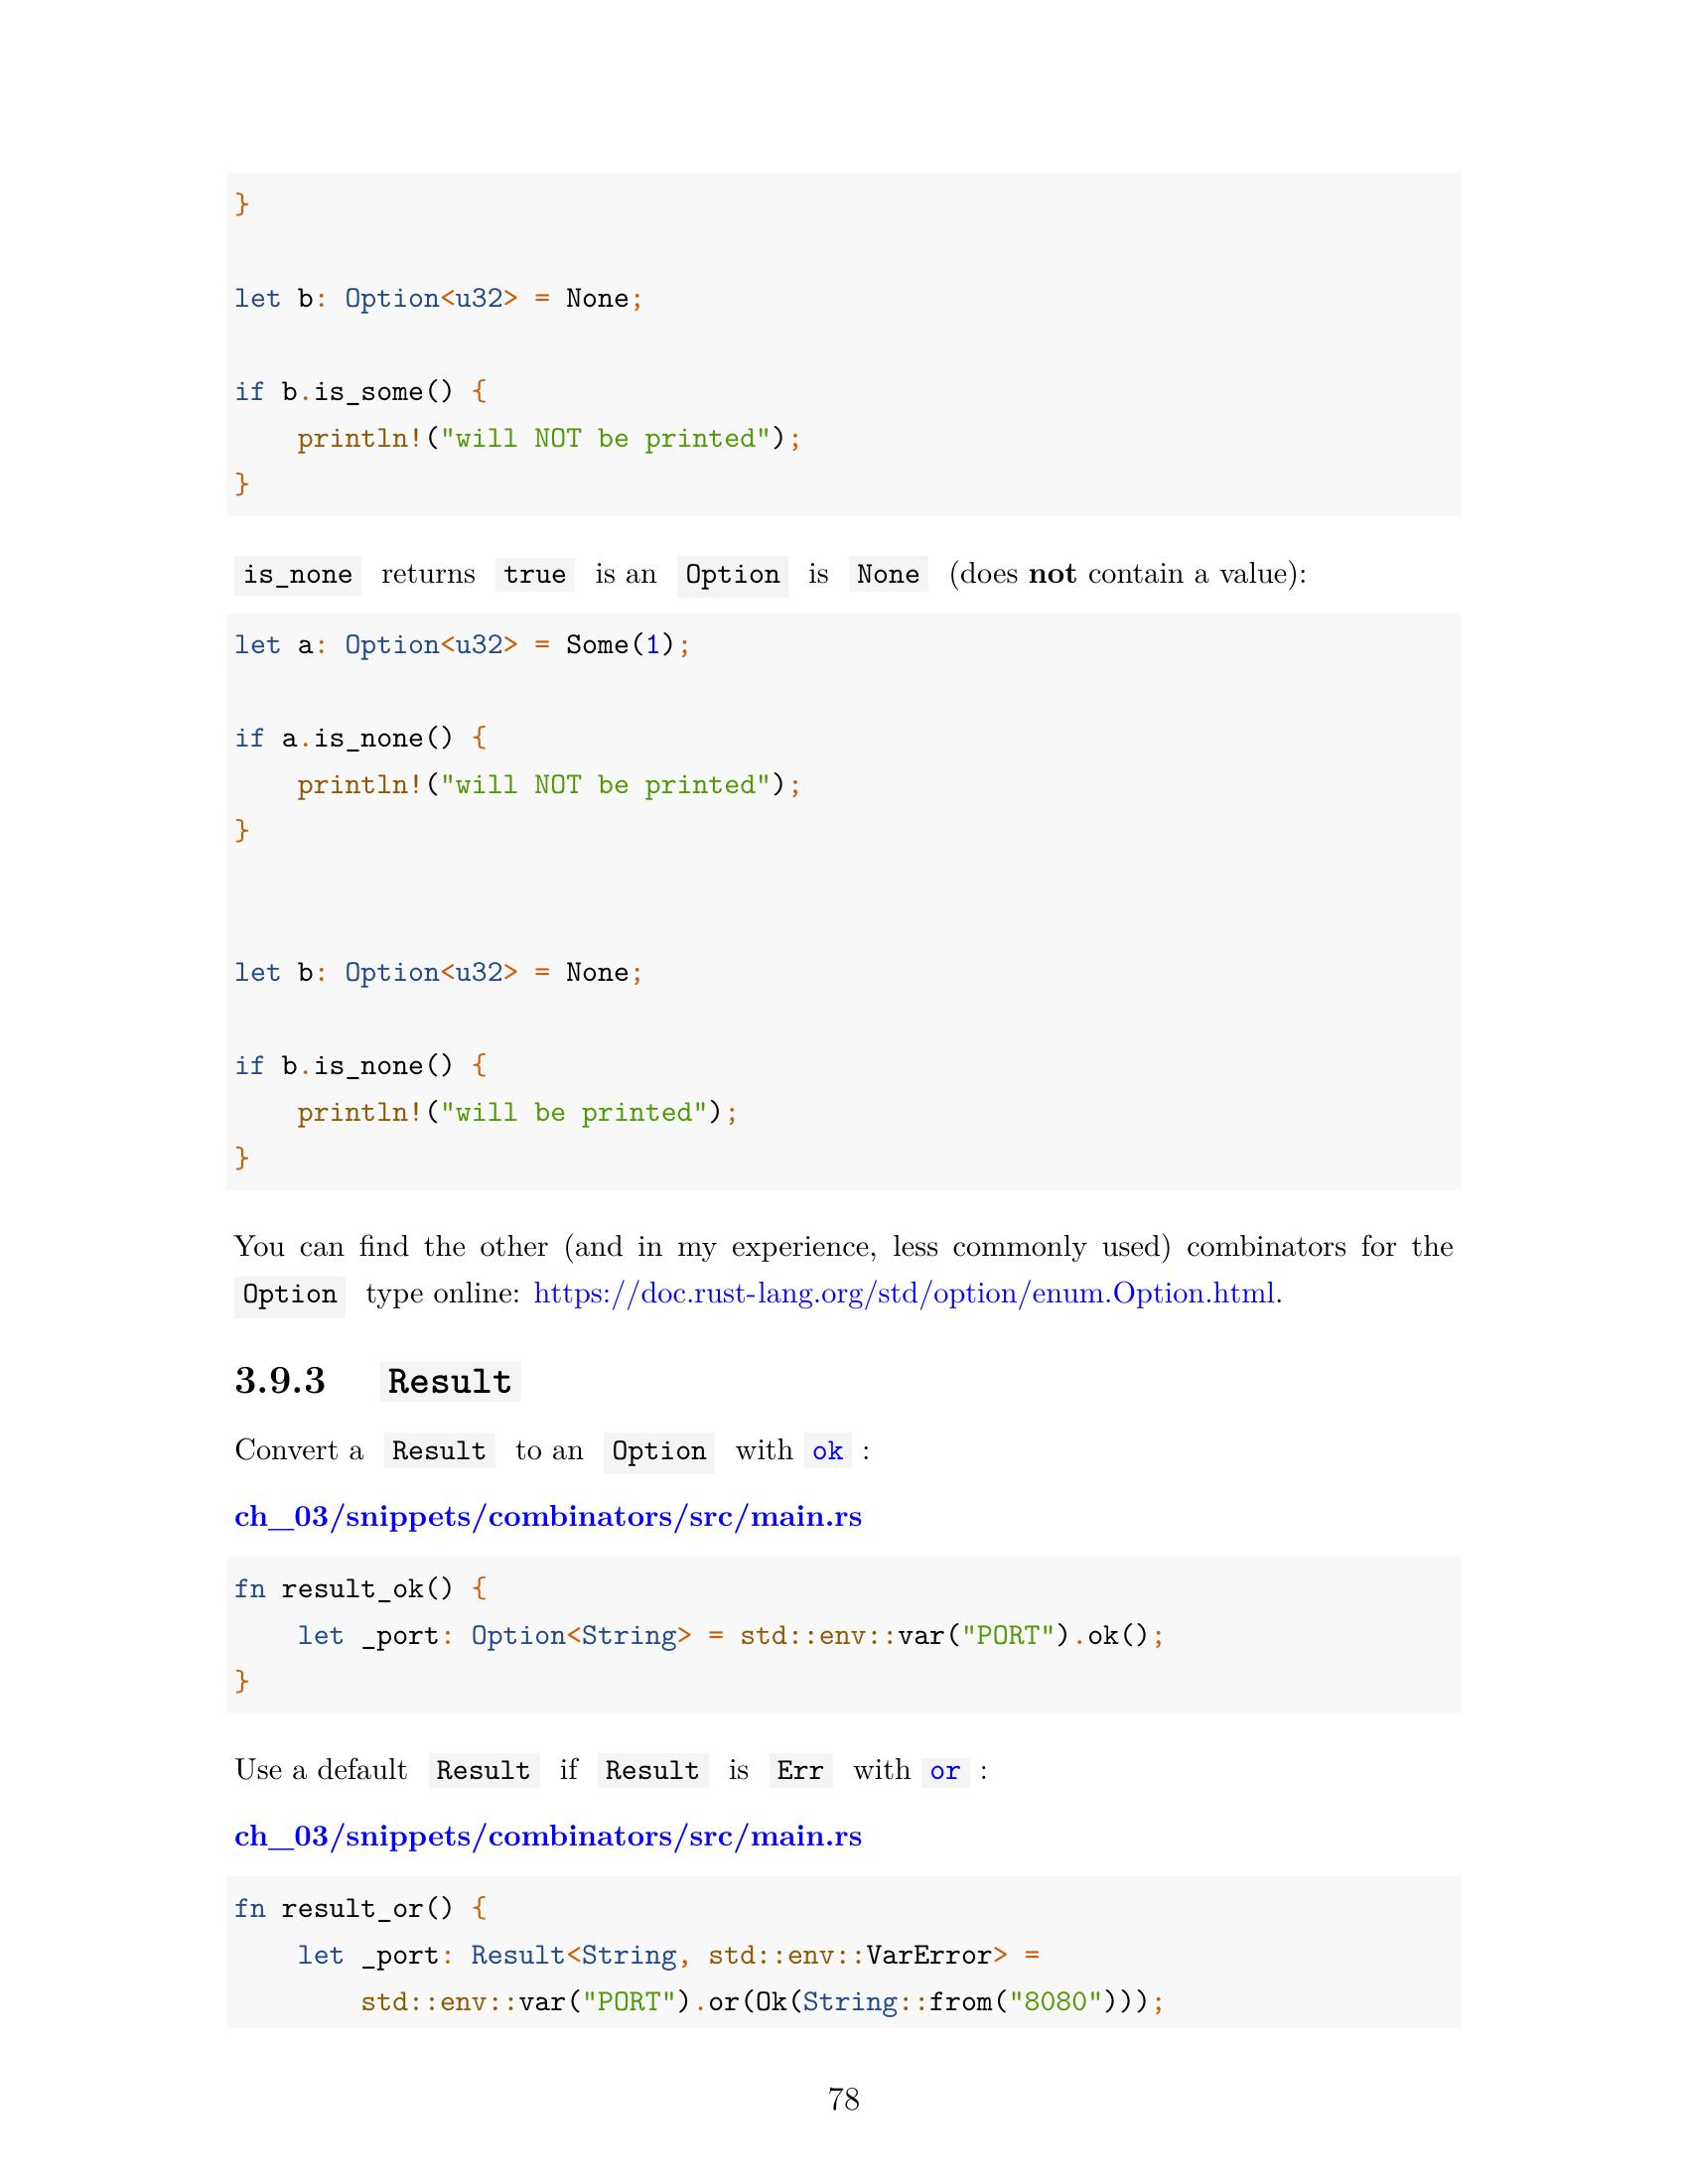 }
let b: Option<u32> = None;
if b.is_some() {
    println!("will NOT be printed");
}
is_none returns true is an Option is None (does not contain a value):
let a: Option<u32> = Some(1);
if a.is_none() {
    println!("will NOT be printed");
}
let b: Option<u32> = None;
if b.is_none() {
    println!("will be printed");
}
You can find the other (and in my experience, less commonly used) combinators for the
Option type online: https://doc.rust-lang.org/std/option/enum.Option.html.
3.9.3 Result
Convert a Result to an Option with ok :
ch_03/snippets/combinators/src/main.rs
fn result_ok() {
    let _port: Option<String> = std::env::var("PORT").ok();
}
Use a default Result if Result is Err with or :
ch_03/snippets/combinators/src/main.rs
fn result_or() {
    let _port: Result<String, std::env::VarError> =
        std::env::var("PORT").or(Ok(String::from("8080")));
78